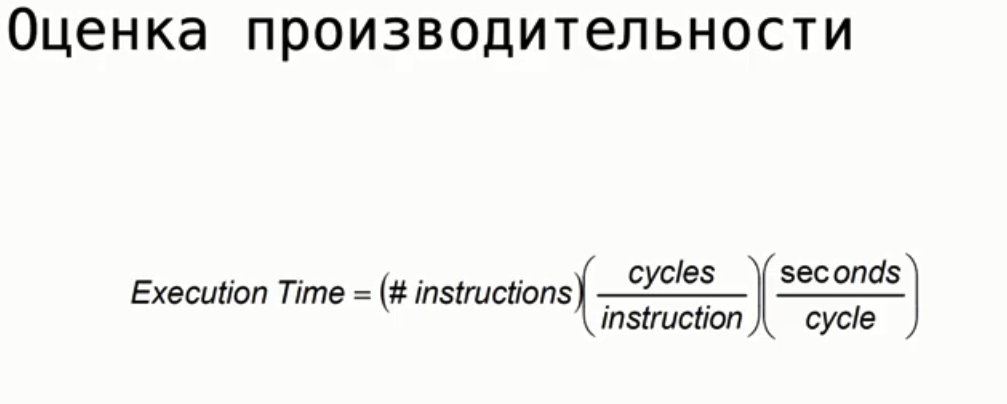 Оценка производительности
Execution Time = (# instructions)(cycles/instruction)(seconds/cycle)